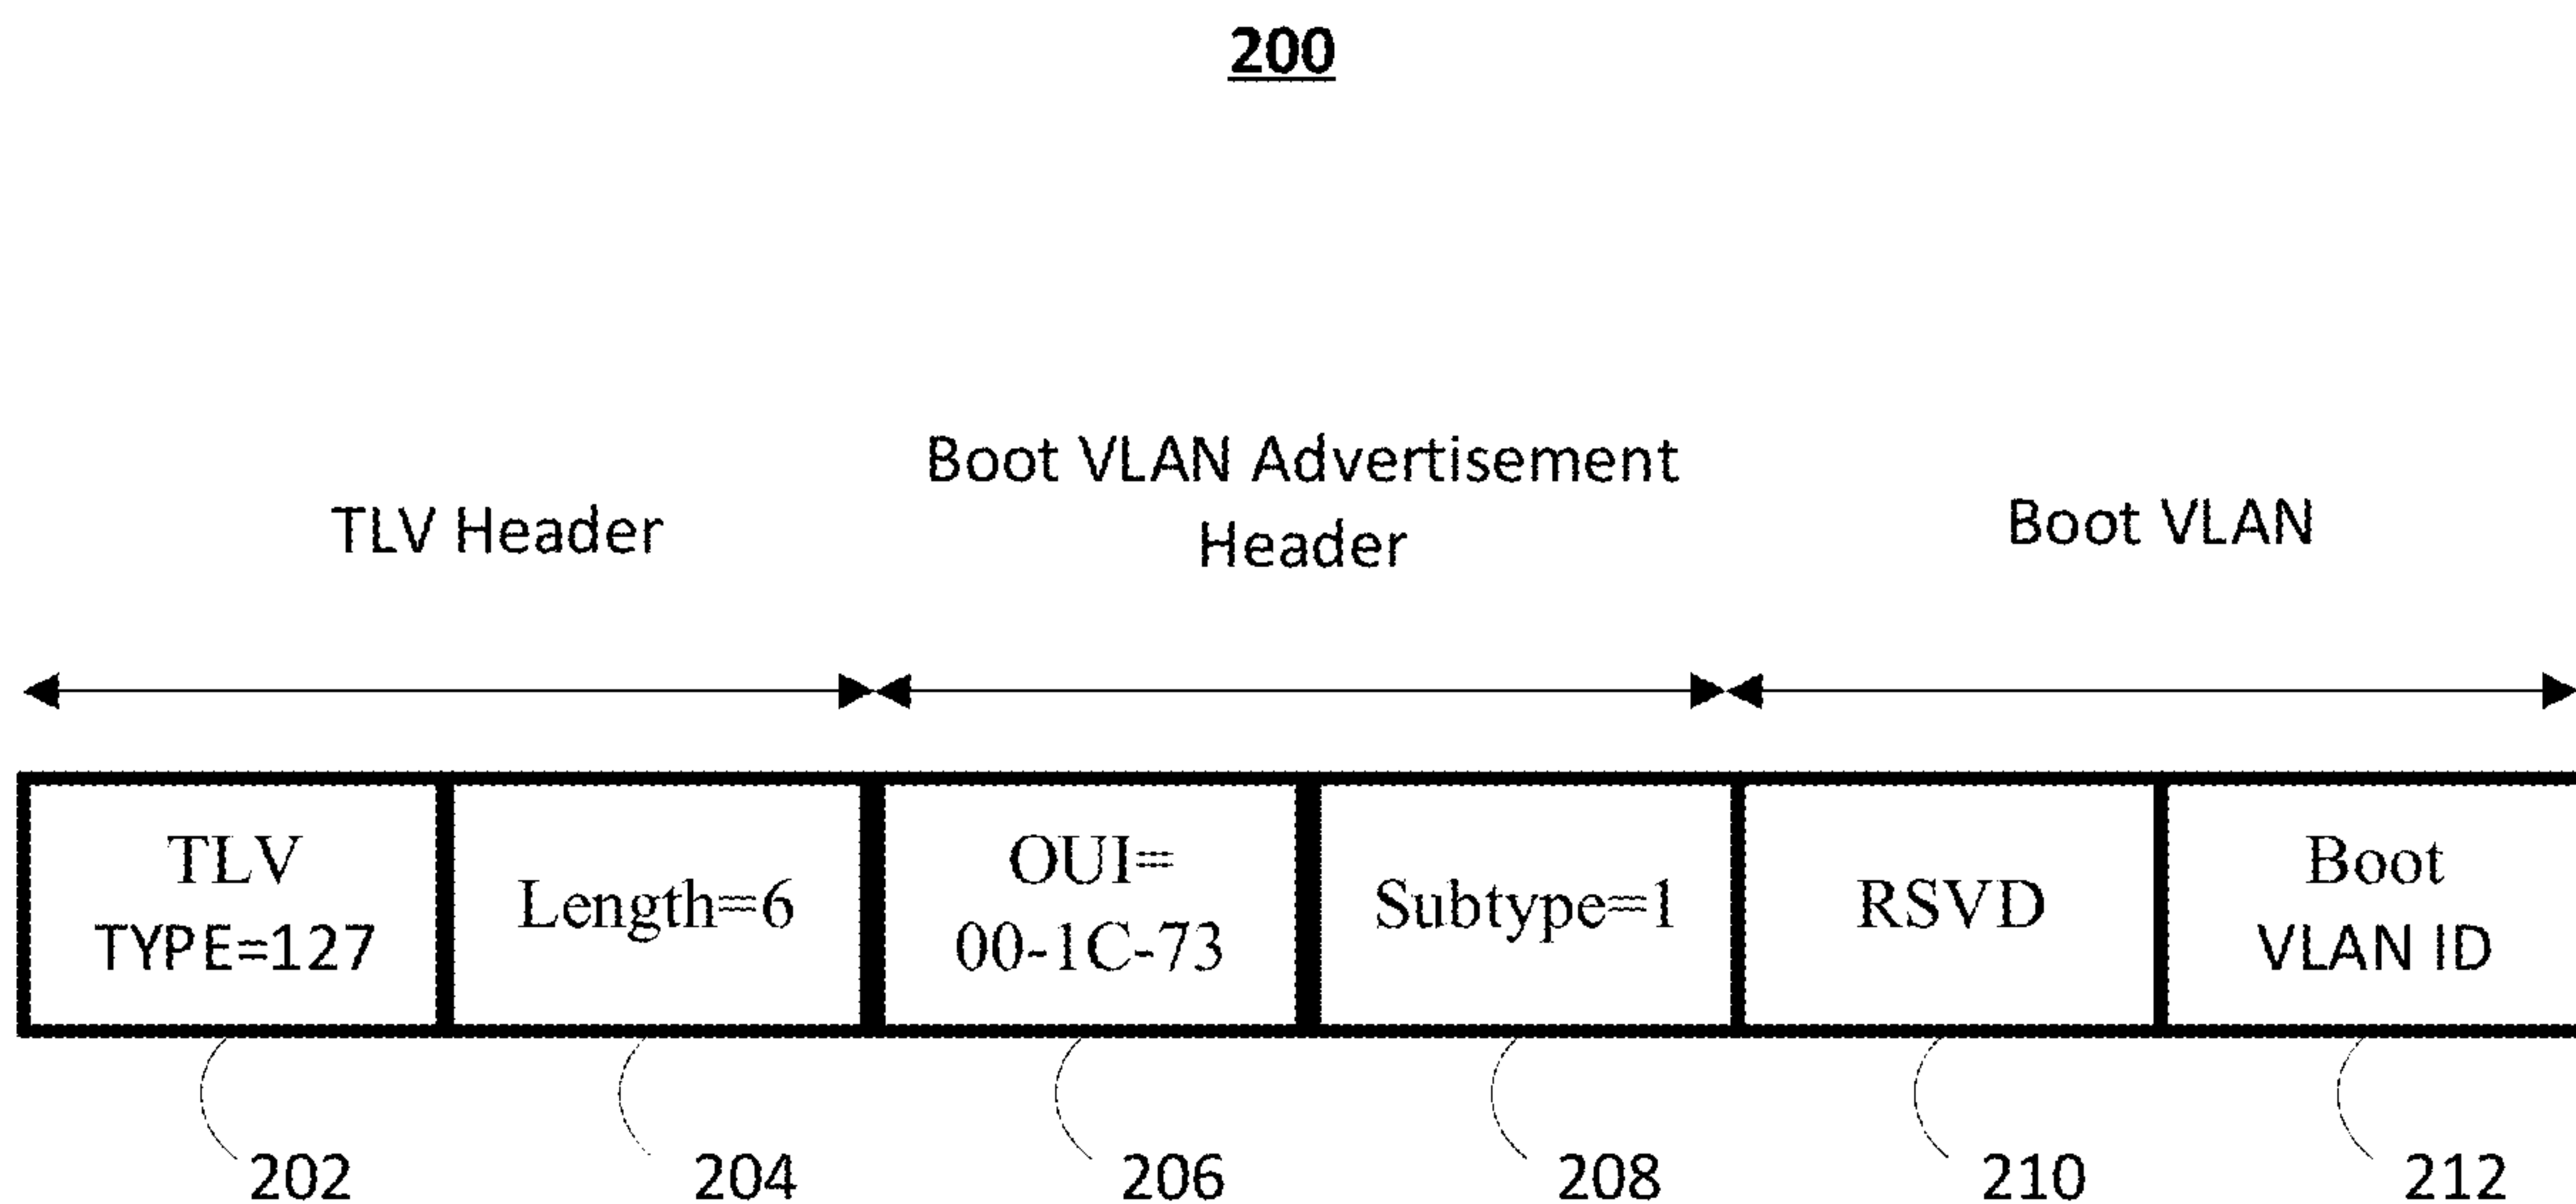 200
TLV Header
Boot VLAN Advertisement
Header
Boot VLAN
TLV
TYPE=127
Length=6
OUI=
00-1C-73
Subtype=1
RSVD
Boot
VLAN ID
202
204
206
208
210
212